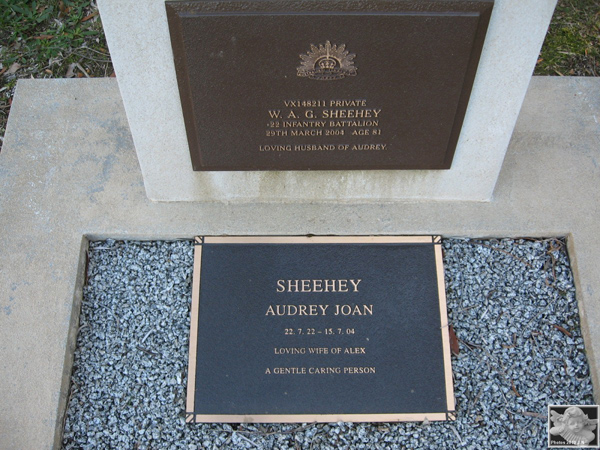 VX148211 PRIVATE
W. A. G. SHEEHEY
22 INFANTRY BATTALION
29TH MARCH 2004 AGE 81
LOVING HUSBAND OF AUDREY.
SHEEHEY
AUDREY JOAN
22. 7. 22 – 15. 7. 04
LOVING WIFE OF ALEX
A GENTLE CARING PERSON